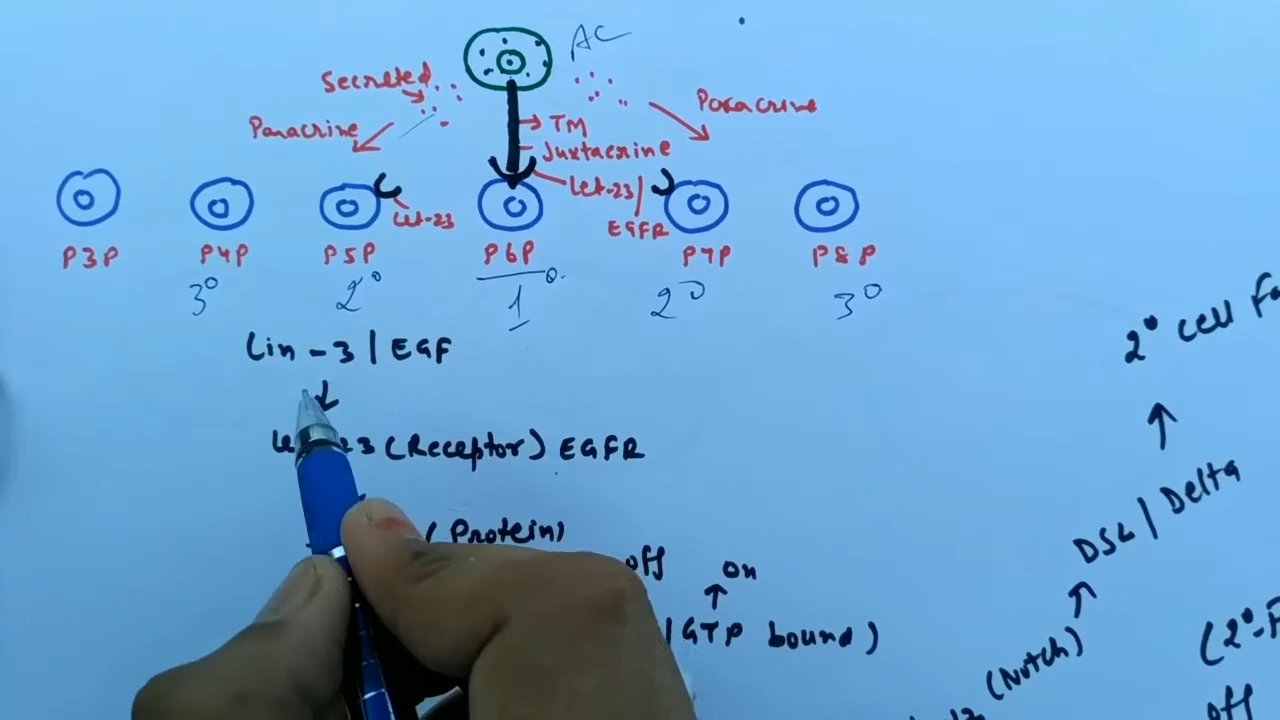 AC
Secreted
Paracrine
Paracrine
TM
Juxtacrine
Let-23/
EGFR
Let-23
P3P P4P P5P P6P P7P P8P
3° 2° 1° 2° 3°
Lin-3 | EGF
23 (Receptor) EGFR
(Protein)
off on
| GTP bound)
2° cell Fa
DSL | Delta
(Notch)
(2°-F
off